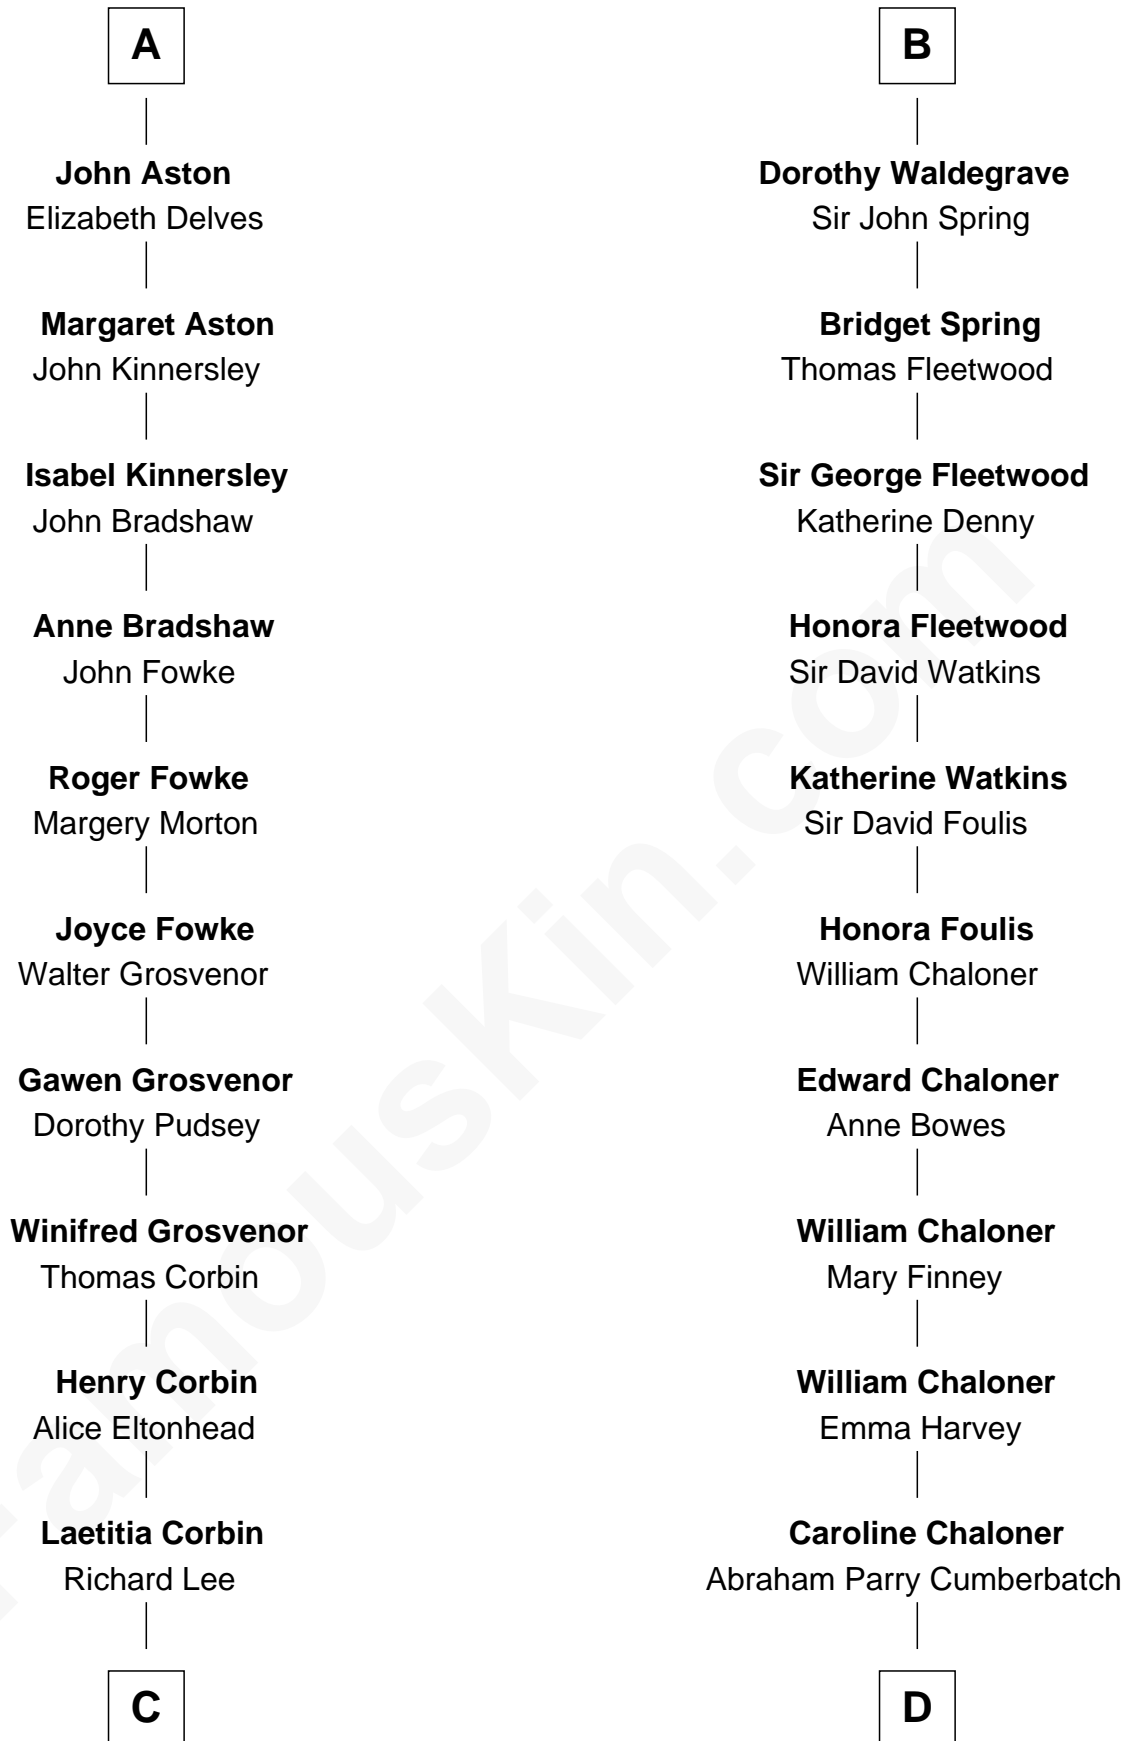 A
John Aston
Elizabeth Delves
Margaret Aston
John Kinnersley
Isabel Kinnersley
John Bradshaw
Anne Bradshaw
John Fowke
Roger Fowke
Margery Morton
Joyce Fowke
Walter Grosvenor
Gawen Grosvenor
Dorothy Pudsey
Winifred Grosvenor
Thomas Corbin
Henry Corbin
Alice Eltonhead
Laetitia Corbin
Richard Lee
C
B
Dorothy Waldegrave
Sir John Spring
Bridget Spring
Thomas Fleetwood
Sir George Fleetwood
Katherine Denny
Honora Fleetwood
Sir David Watkins
Katherine Watkins
Sir David Foulis
Honora Foulis
William Chaloner
Edward Chaloner
Anne Bowes
William Chaloner
Mary Finney
William Chaloner
Emma Harvey
Caroline Chaloner
Abraham Parry Cumberbatch
D
FamousKin.com